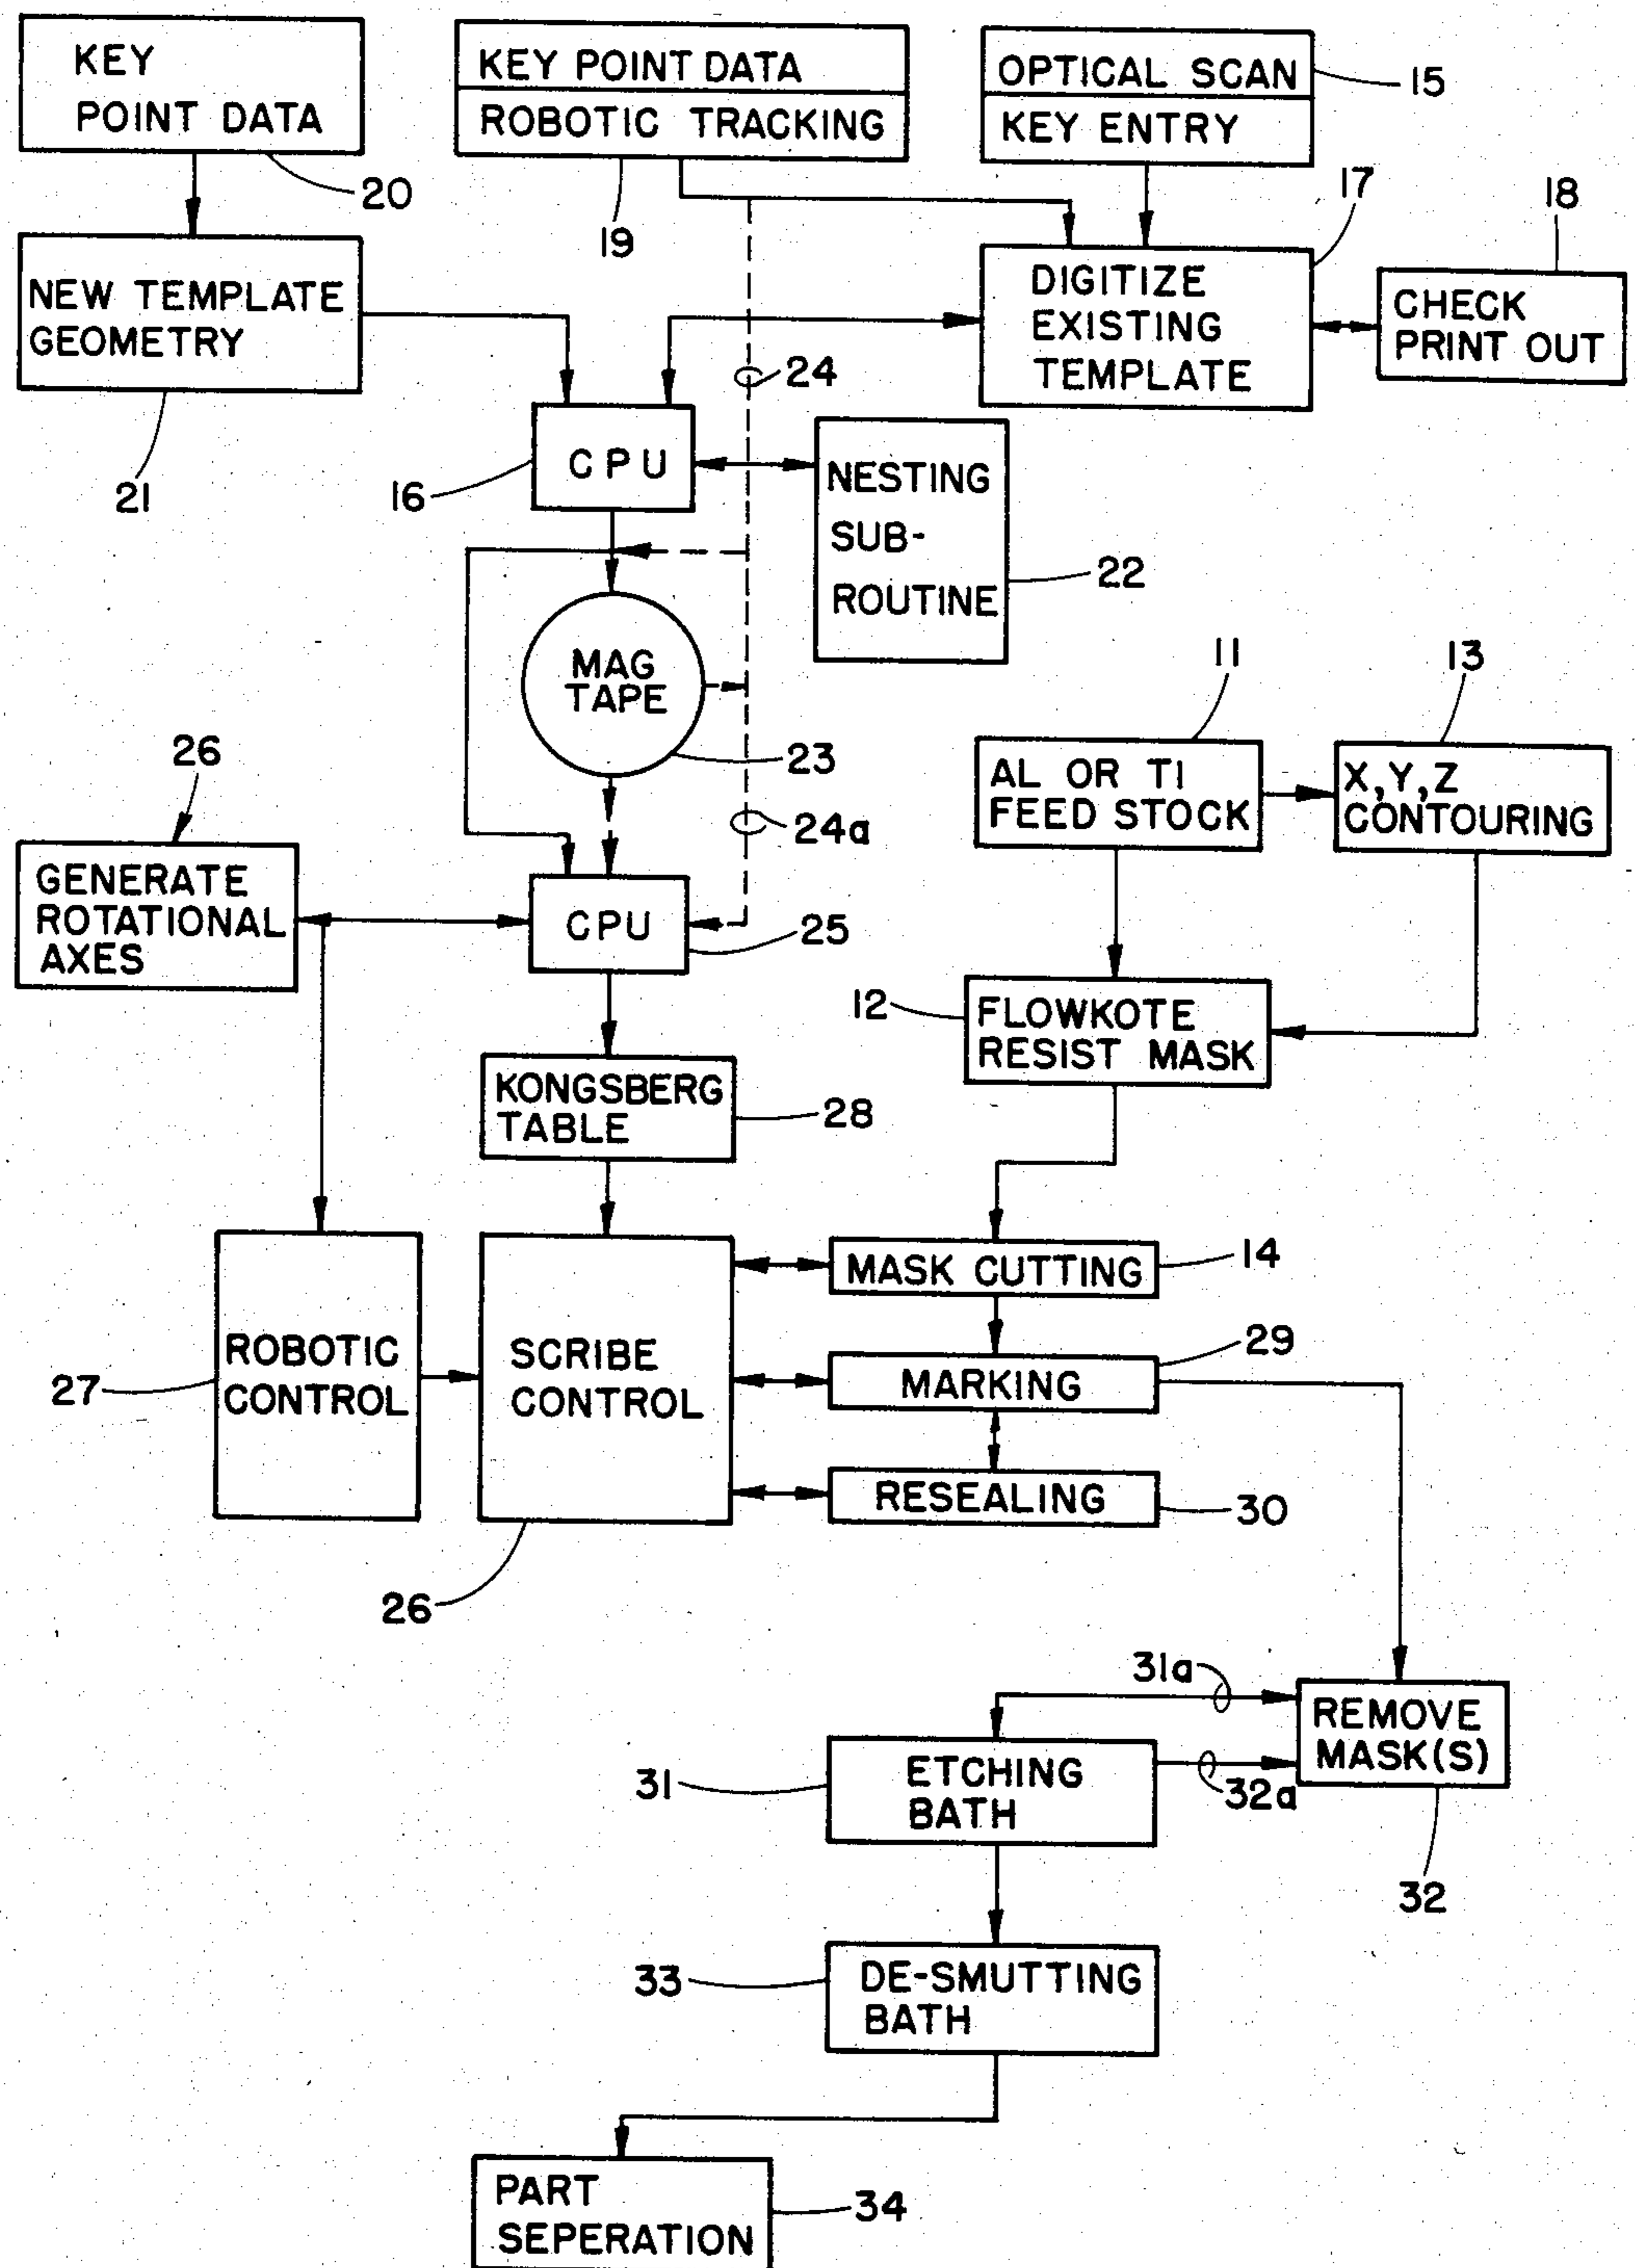 KEY
POINT DATA
KEY POINT DATA
ROBOTIC TRACKING
OPTICAL SCAN
KEY ENTRY
15
20
19
17
18
NEW TEMPLATE
GEOMETRY
21
DIGITIZE
EXISTING
TEMPLATE
CHECK
PRINT OUT
24
CPU
16
NESTING
SUB-
ROUTINE
22
MAG
TAPE
23
24a
11
13
AL OR TI
FEED STOCK
X,Y,Z
CONTOURING
26
GENERATE
ROTATIONAL
AXES
CPU
25
12
FLOWKOTE
RESIST MASK
KONGSBERG
TABLE
28
ROBOTIC
CONTROL
27
SCRIBE
CONTROL
26
MASK CUTTING
14
MARKING
29
RESEALING
30
31a
REMOVE
MASK(S)
32
32a
ETCHING
BATH
31
DE-SMUTTING
BATH
33
PART
SEPERATION
34